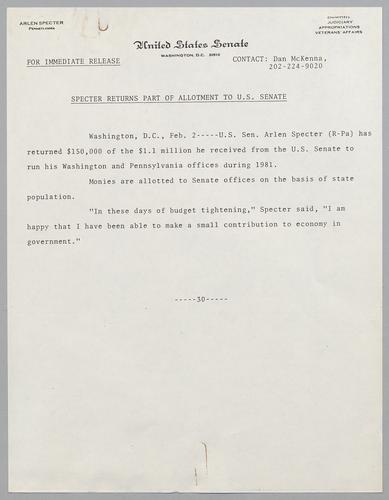 ARLEN SPECTER
PENNSYLVANIA
COMMITTEES:
JUDICIARY
APPROPRIATIONS
VETERANS' AFFAIRS
United States Senate
WASHINGTON, D.C. 20510
FOR IMMEDIATE RELEASE
CONTACT: Dan McKenna,
202-224-9020
SPECTER RETURNS PART OF ALLOTMENT TO U.S. SENATE
Washington, D.C., Feb. 2-----U.S. Sen. Arlen Specter (R-Pa) has
returned $150,000 of the $1.1 million he received from the U.S. Senate to
run his Washington and Pennsylvania offices during 1981.
Monies are allotted to Senate offices on the basis of state
population.
"In these days of budget tightening," Specter said, "I am
happy that I have been able to make a small contribution to economy in
government."
-----30-----